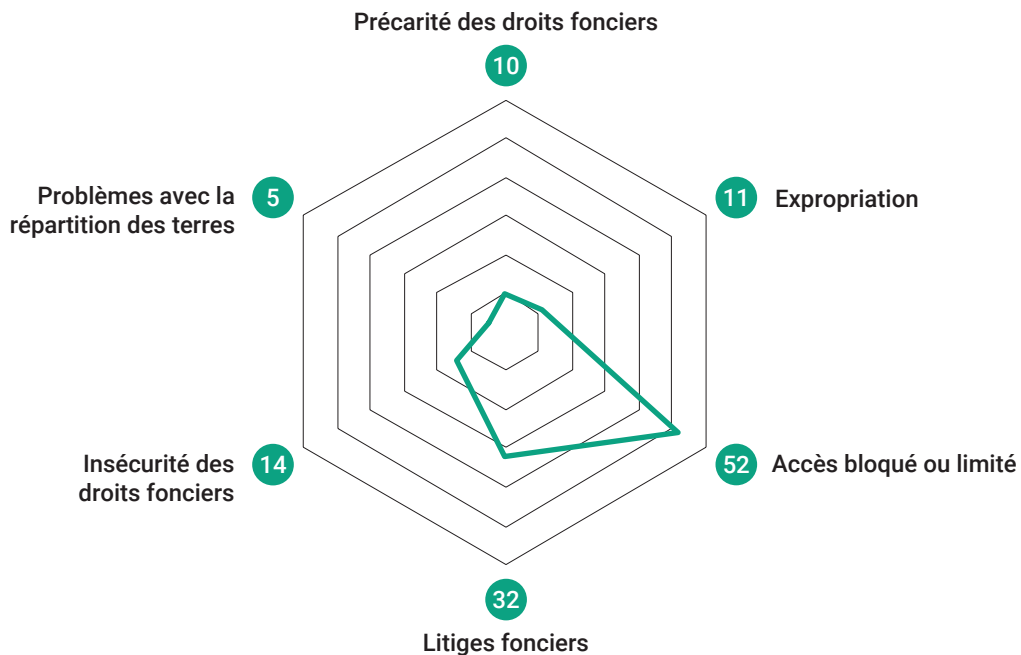 Précarité des droits fonciers
10
Problèmes avec la
répartition des terres
5
11
Expropriation
Insécurité des
droits fonciers
14
52
Accès bloqué ou limité
32
Litiges fonciers